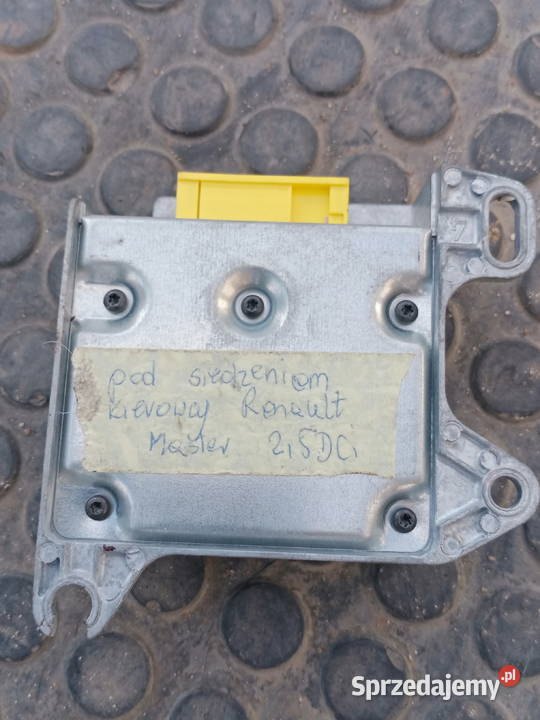 pod siedzeniem
kierowcy Renault
Master 2,5DCi
Sprzedajemy.pl